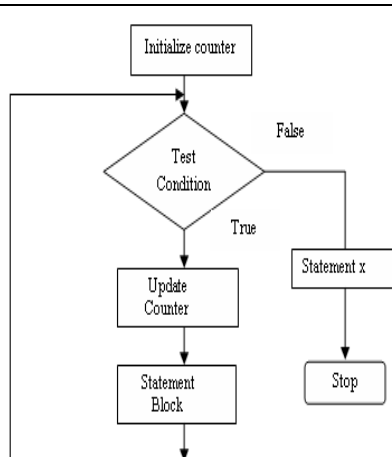 Initialize counter
False
Test
Condition
True
Update
Counter
Statement x
Statement
Block
Stop